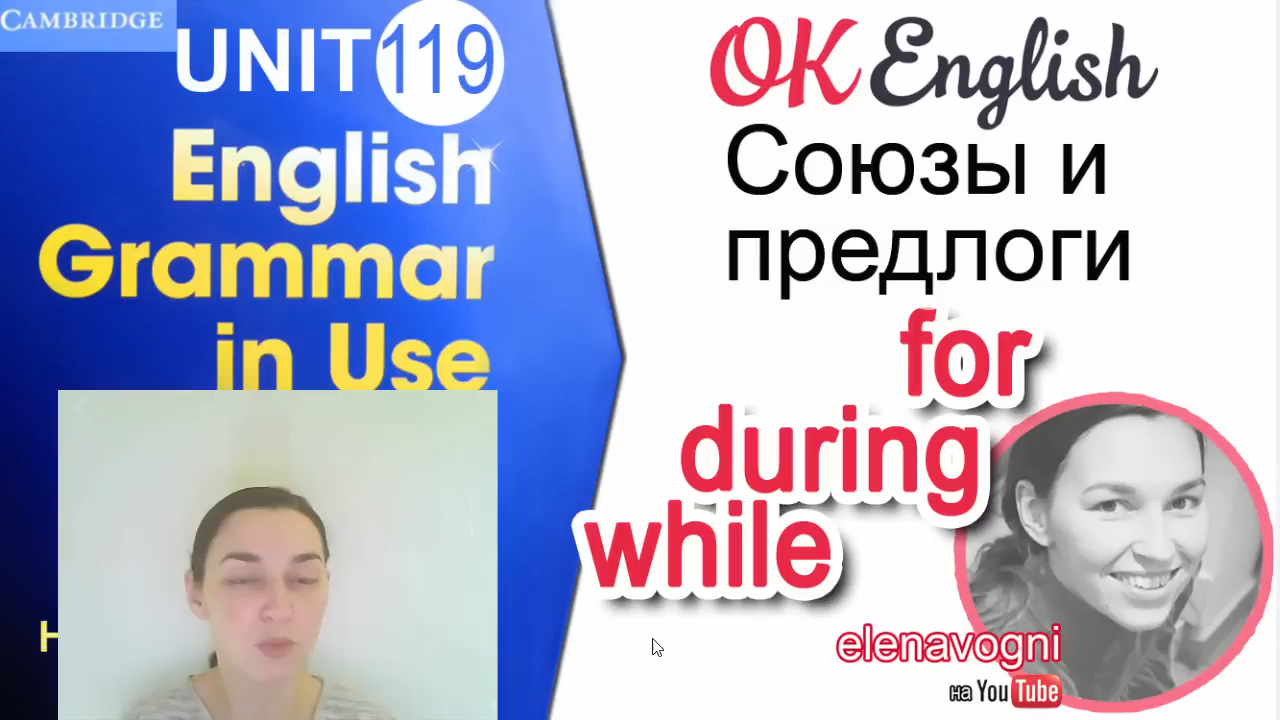 CAMBRIDGE
UNIT 119
English
Grammar
in Use
OK English
Союзы и
предлоги
for
during
while
elenavogni
на YouTube